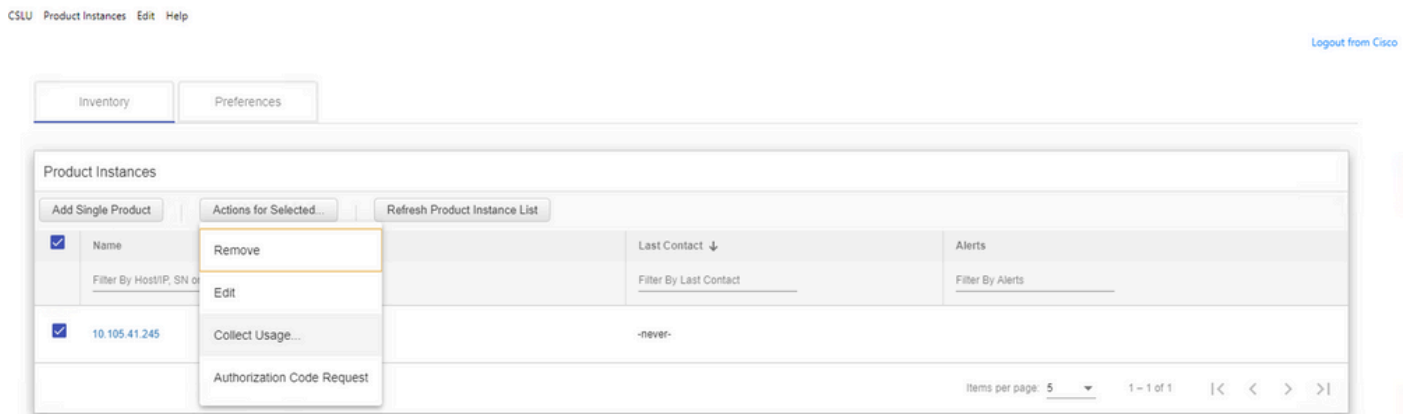 CSLU Product Instances Edit Help
Logout from Cisco
Inventory Preferences
Product Instances
Add Single Product Actions for Selected... Refresh Product Instance List
Name Last Contact Alerts
Remove
Filter By Host/IP, SN or Filter By Last Contact Filter By Alerts
Edit
10.105.41.245 Collect Usage... -never-
Authorization Code Request
Items per page: 5 1 – 1 of 1